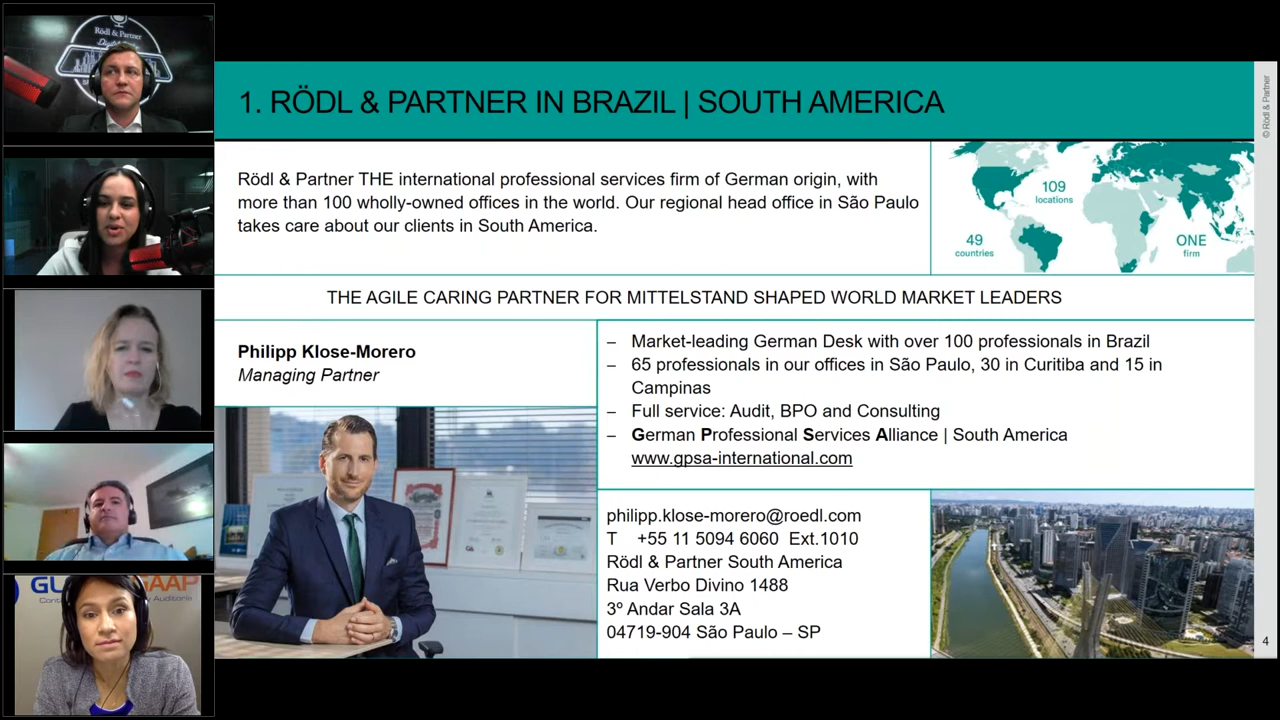 Rödl & Partner
1. RÖDL & PARTNER IN BRAZIL | SOUTH AMERICA
© Rödl & Partner
Rödl & Partner THE international professional services firm of German origin, with
more than 100 wholly-owned offices in the world. Our regional head office in São Paulo
takes care about our clients in South America.
109
locations
49
countries
ONE
firm
THE AGILE CARING PARTNER FOR MITTELSTAND SHAPED WORLD MARKET LEADERS
Philipp Klose-Morero
Managing Partner
– Market-leading German Desk with over 100 professionals in Brazil
– 65 professionals in our offices in São Paulo, 30 in Curitiba and 15 in
Campinas
– Full service: Audit, BPO and Consulting
– German Professional Services Alliance | South America
www.gpsa-international.com
philipp.klose-morero@roedl.com
T +55 11 5094 6060 Ext.1010
Rödl & Partner South America
Rua Verbo Divino 1488
3º Andar Sala 3A
04719-904 São Paulo – SP
4